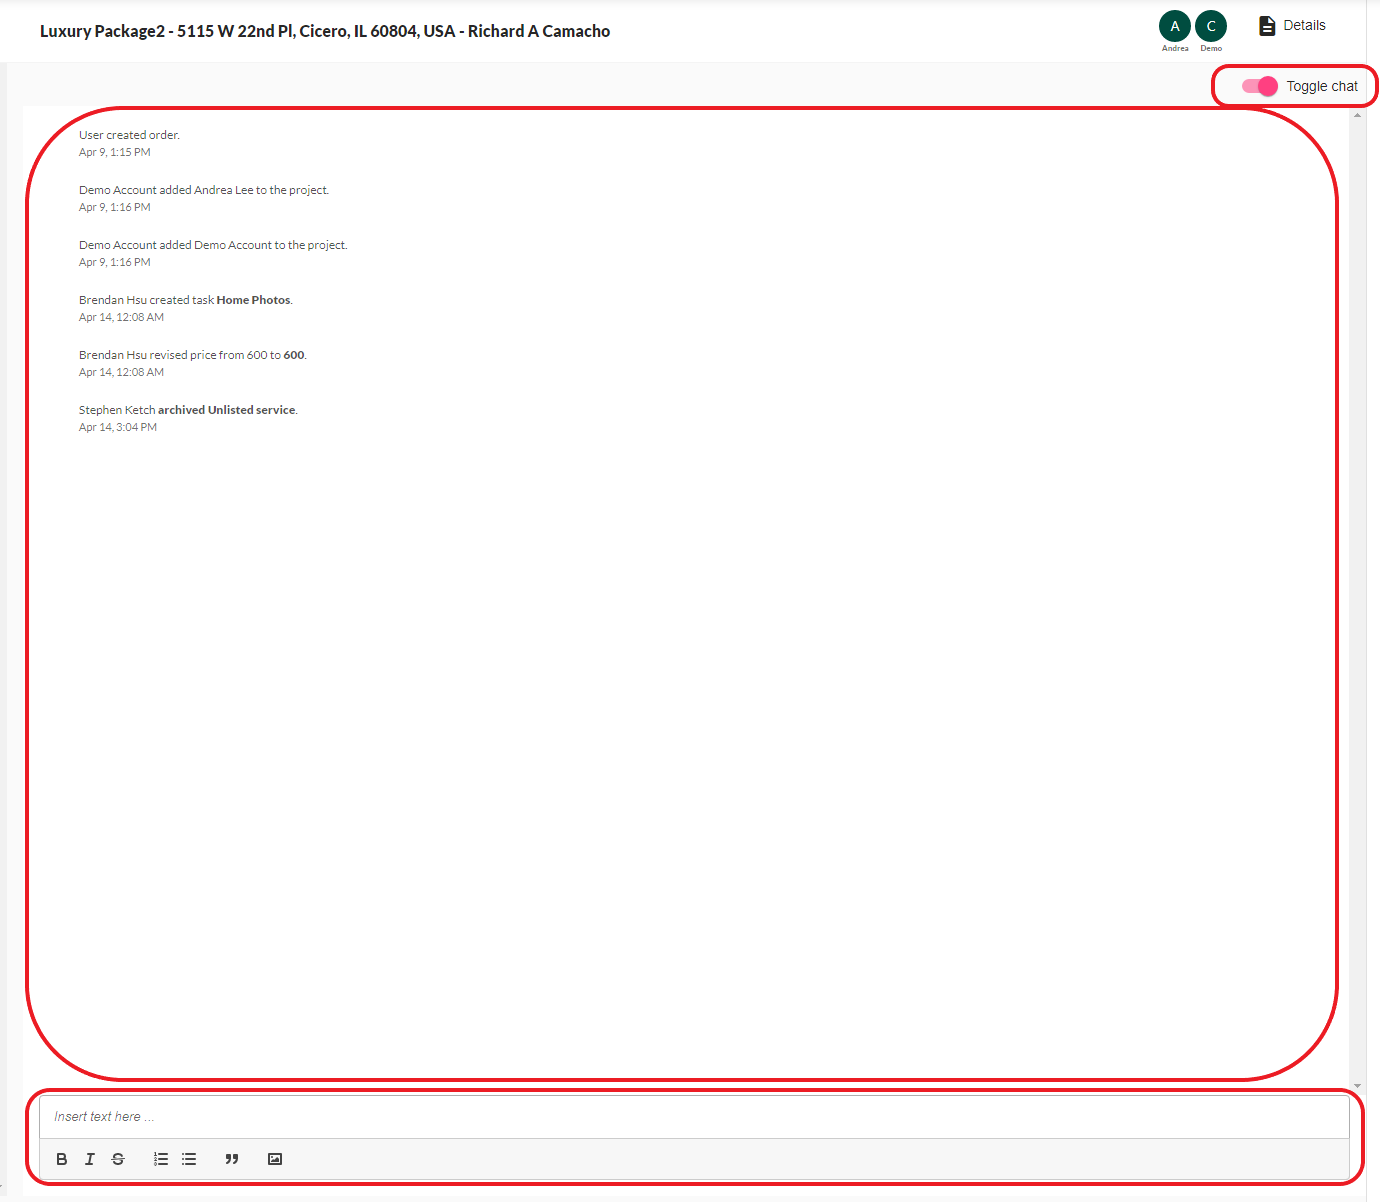 Luxury Package2 - 5115 W 22nd Pl, Cicero, IL 60804, USA - Richard A Camacho
A C
Andrea Demo
Details
Toggle chat
User created order.
Apr 9, 1:15 PM
Demo Account added Andrea Lee to the project.
Apr 9, 1:16 PM
Demo Account added Demo Account to the project.
Apr 9, 1:16 PM
Brendan Hsu created task Home Photos.
Apr 14, 12:08 AM
Brendan Hsu revised price from 600 to 600.
Apr 14, 12:08 AM
Stephen Ketch archived Unlisted service.
Apr 14, 3:04 PM
Insert text here ...